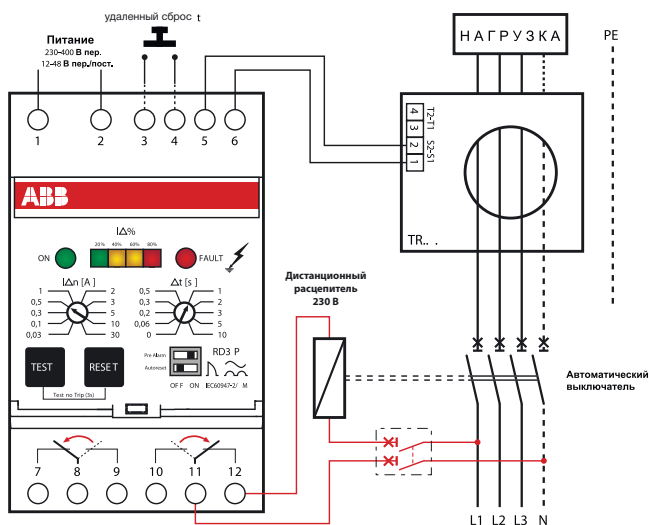 удаленный сброс t
Питание
230-400 В пер.
12-48 В пер./пост.
НАГРУЗКА
PE
1 2 3 4 5 6
4
3
2
1
T2-T1
S2-S1
TR.. .
ABB
IΔ%
20% 40% 60% 80%
ON
FAULT
IΔn [A]
1 2
0,5 3
0,3 5
0,1 10
0,03 30
Δt [s]
0,5 1
0,3 2
0,2 3
0,06 5
0 10
TEST
RESET
Test no Trip (3s)
Pre Alarm
Autoreset
OFF ON
RD3 P
IEC60947-2/ M
Дистанционный
расцепитель
230 В
Автоматический
выключатель
7 8 9 10 11 12
L1 L2 L3 N